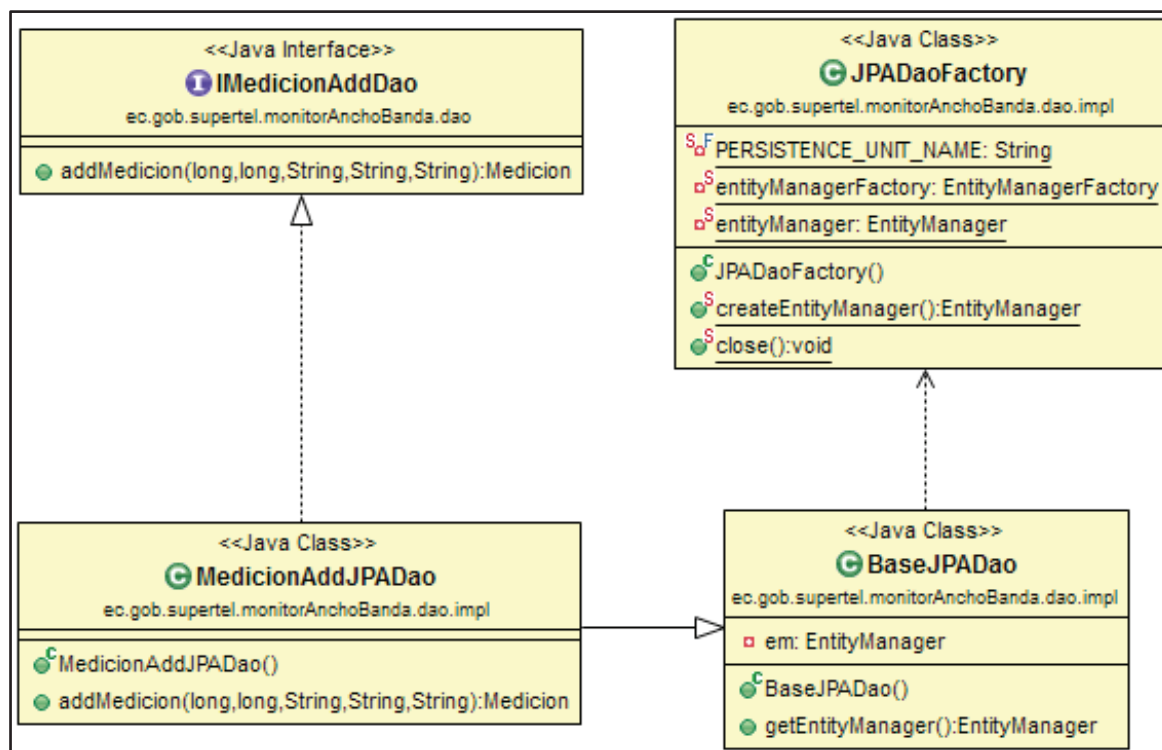 <<Java Interface>>
IMedicionAddDao
ec.gob.supertel.monitorAnchoBanda.dao
addMedicion(long,long,String,String,String):Medicion
<<Java Class>>
JPADaoFactory
ec.gob.supertel.monitorAnchoBanda.dao.impl
PERSISTENCE_UNIT_NAME: String
entityManagerFactory: EntityManagerFactory
entityManager: EntityManager
JPADaoFactory()
createEntityManager():EntityManager
close():void
<<Java Class>>
MedicionAddJPADao
ec.gob.supertel.monitorAnchoBanda.dao.impl
MedicionAddJPADao()
addMedicion(long,long,String,String,String):Medicion
<<Java Class>>
BaseJPADao
ec.gob.supertel.monitorAnchoBanda.dao.impl
em: EntityManager
BaseJPADao()
getEntityManager():EntityManager